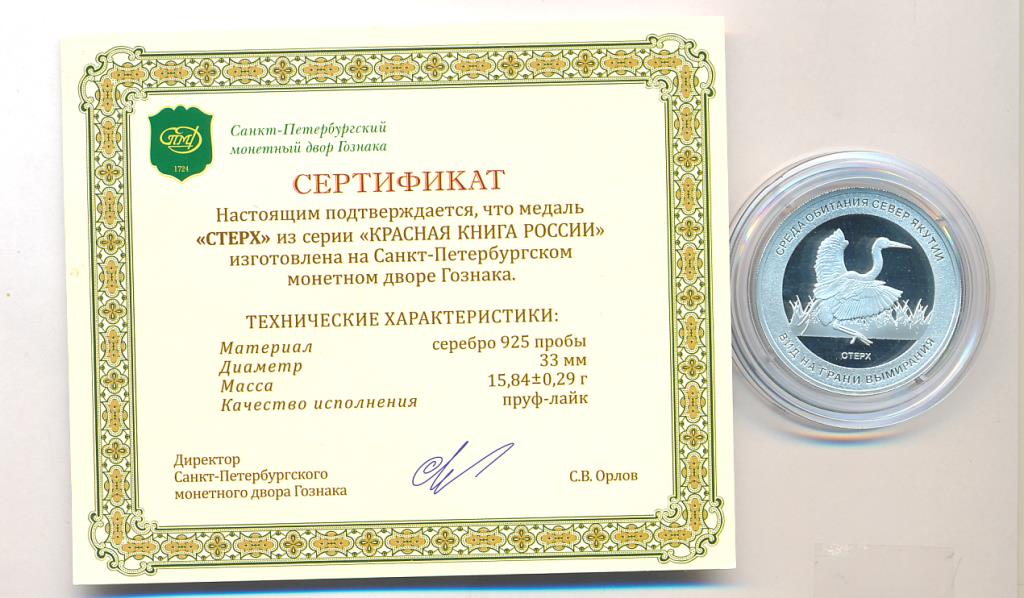 СПМД
1724
Санкт-Петербургский
монетный двор Гознака
СЕРТИФИКАТ
Настоящим подтверждается, что медаль
«СТЕРХ» из серии «КРАСНАЯ КНИГА РОССИИ»
изготовлена на Санкт-Петербургском
монетном дворе Гознака.
ТЕХНИЧЕСКИЕ ХАРАКТЕРИСТИКИ:
Материал серебро 925 пробы
Диаметр 33 мм
Масса 15,84±0,29 г
Качество исполнения пруф-лайк
Директор
Санкт-Петербургского
монетного двора Гознака
С.В. Орлов
СРЕДА ОБИТАНИЯ СЕВЕР ЯКУТИИ
СТЕРХ
ВИД НА ГРАНИ ВЫМИРАНИЯ